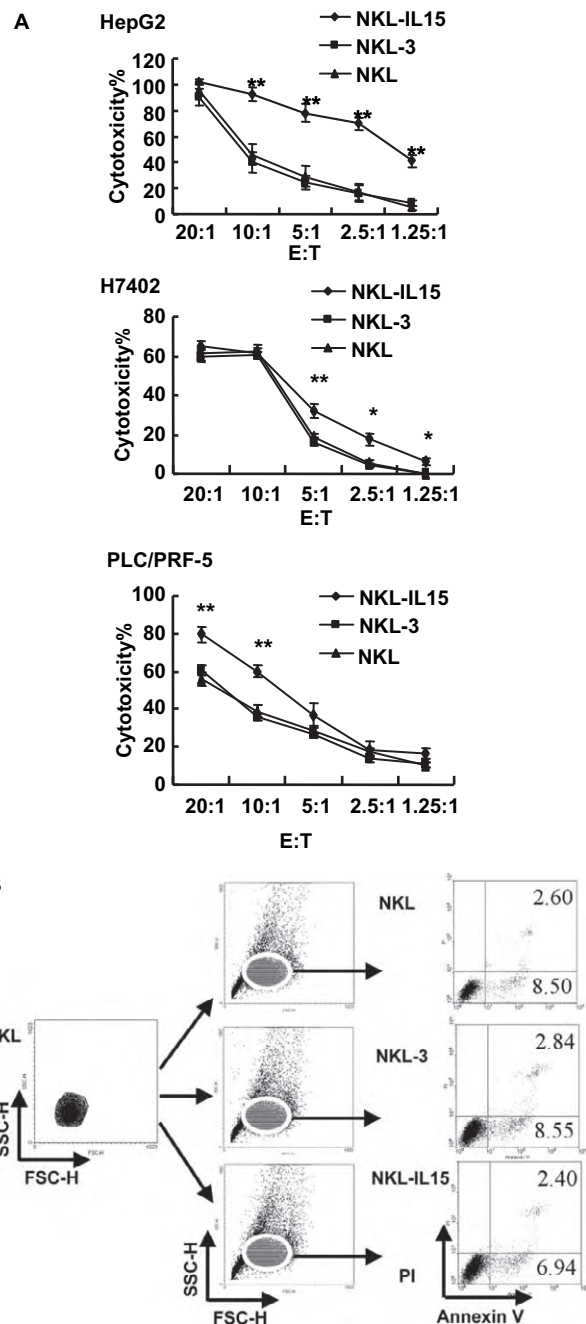 A
HepG2
NKL-IL15
NKL-3
NKL
Cytotoxicity%
120
100
80
60
40
20
0
**
**
**
**
20:1 10:1 5:1 2.5:1 1.25:1
E:T
H7402
NKL-IL15
NKL-3
NKL
Cytotoxicity%
80
60
40
20
0
**
*
*
20:1 10:1 5:1 2.5:1 1.25:1
E:T
PLC/PRF-5
NKL-IL15
NKL-3
NKL
Cytotoxicity%
100
80
60
40
20
0
**
**
20:1 10:1 5:1 2.5:1 1.25:1
E:T
NKL
2.60
8.50
KL
SSC-H
FSC-H
NKL-3
2.84
8.55
Annexin V
NKL-IL15
2.40
6.94
SSC-H
FSC-H
PI
Annexin V